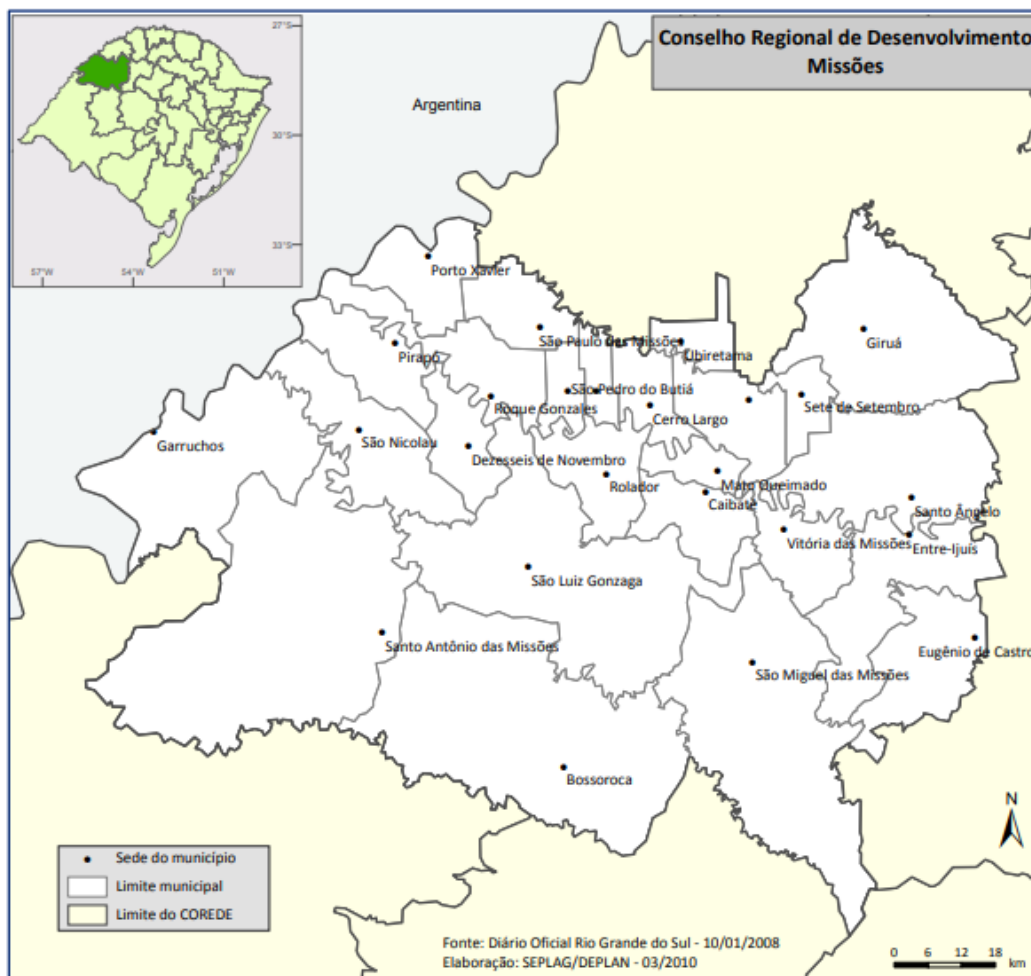 27°S
30°S
33°S
57°W
54°W
51°W
Conselho Regional de Desenvolvimento
Missões
Argentina
Porto Xavier
São Paulo das Missões
Ubiretama
Giruá
Pirapó
São Pedro do Butiá
Roque Gonzales
Cerro Largo
Sete de Setembro
Garruchos
São Nicolau
Dezesseis de Novembro
Rolador
Mato Queimado
Caibaté
Santo Ângelo
Vitória das Missões
Entre-Ijuís
São Luiz Gonzaga
Santo Antônio das Missões
Eugênio de Castro
São Miguel das Missões
Bossoroca
N
Sede do município
Limite municipal
Limite do COREDE
Fonte: Diário Oficial Rio Grande do Sul - 10/01/2008
Elaboração: SEPLAG/DEPLAN - 03/2010
0 6 12 18
km